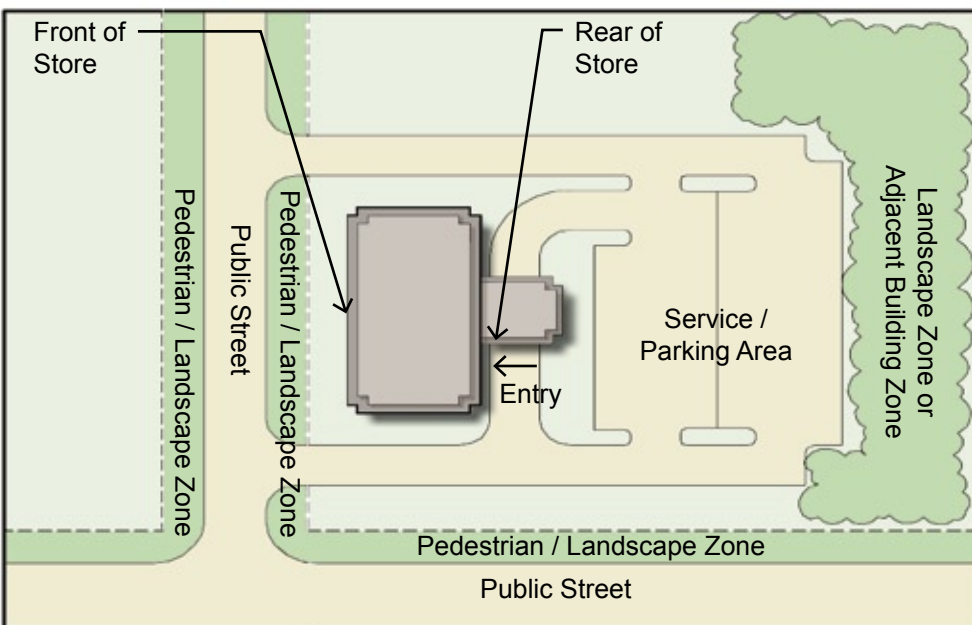 Front of
Store
Rear of
Store
Pedestrian / Landscape Zone
Public Street
Pedestrian / Landscape Zone
Service /
Parking Area
Entry
Landscape Zone or
Adjacent Building Zone
Pedestrian / Landscape Zone
Public Street